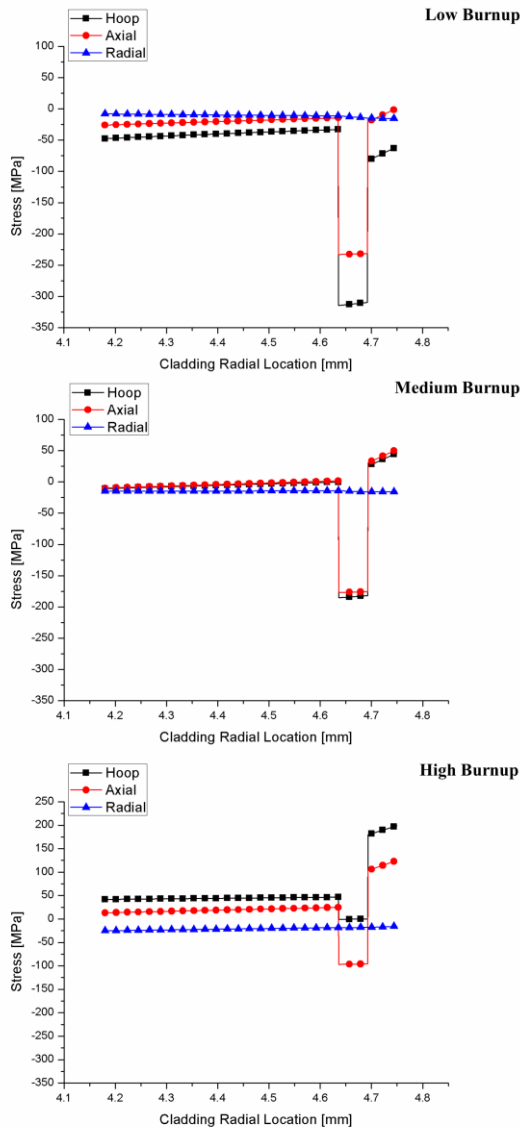 Low Burnup
Hoop
Axial
Radial
100
50
0
-50
-100
-150
-200
-250
-300
-350
Stress [MPa]
4.1 4.2 4.3 4.4 4.5 4.6 4.7 4.8
Cladding Radial Location [mm]
Medium Burnup
Hoop
Axial
Radial
100
50
0
-50
-100
-150
-200
-250
-300
-350
Stress [MPa]
4.1 4.2 4.3 4.4 4.5 4.6 4.7 4.8
Cladding Radial Location [mm]
High Burnup
Hoop
Axial
Radial
250
200
150
100
50
0
-50
-100
-150
-200
-250
-300
-350
Stress [MPa]
4.1 4.2 4.3 4.4 4.5 4.6 4.7 4.8
Cladding Radial Location [mm]